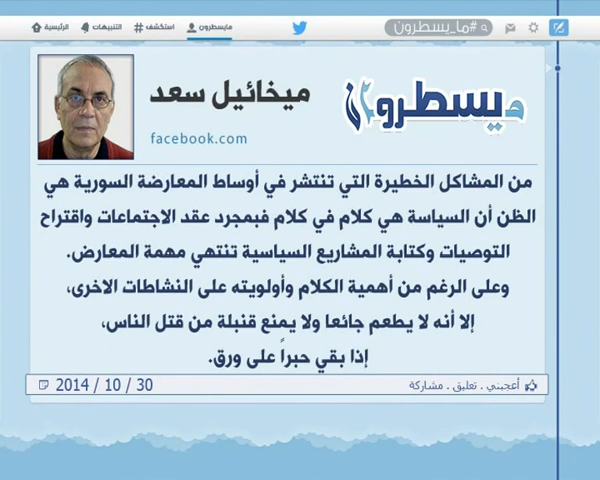 الرئيسية
التنبيهات
استكشف #
مايسطرون
#ما_يسطرون
ما يسطرون
ميخائيل سعد
facebook.com
من المشاكل الخطيرة التي تنتشر في أوساط المعارضة السورية هي
الظن أن السياسة هي كلام في كلام فبمجرد عقد الاجتماعات واقتراح
التوصيات وكتابة المشاريع السياسية تنتهي مهمة المعارض.
وعلى الرغم من أهمية الكلام وأولويته على النشاطات الاخرى،
إلا أنه لا يطعم جائعا ولا يمنع قنبلة من قتل الناس،
إذا بقي حبراً على ورق.
أعجبني . تعليق . مشاركة
30 / 10 / 2014